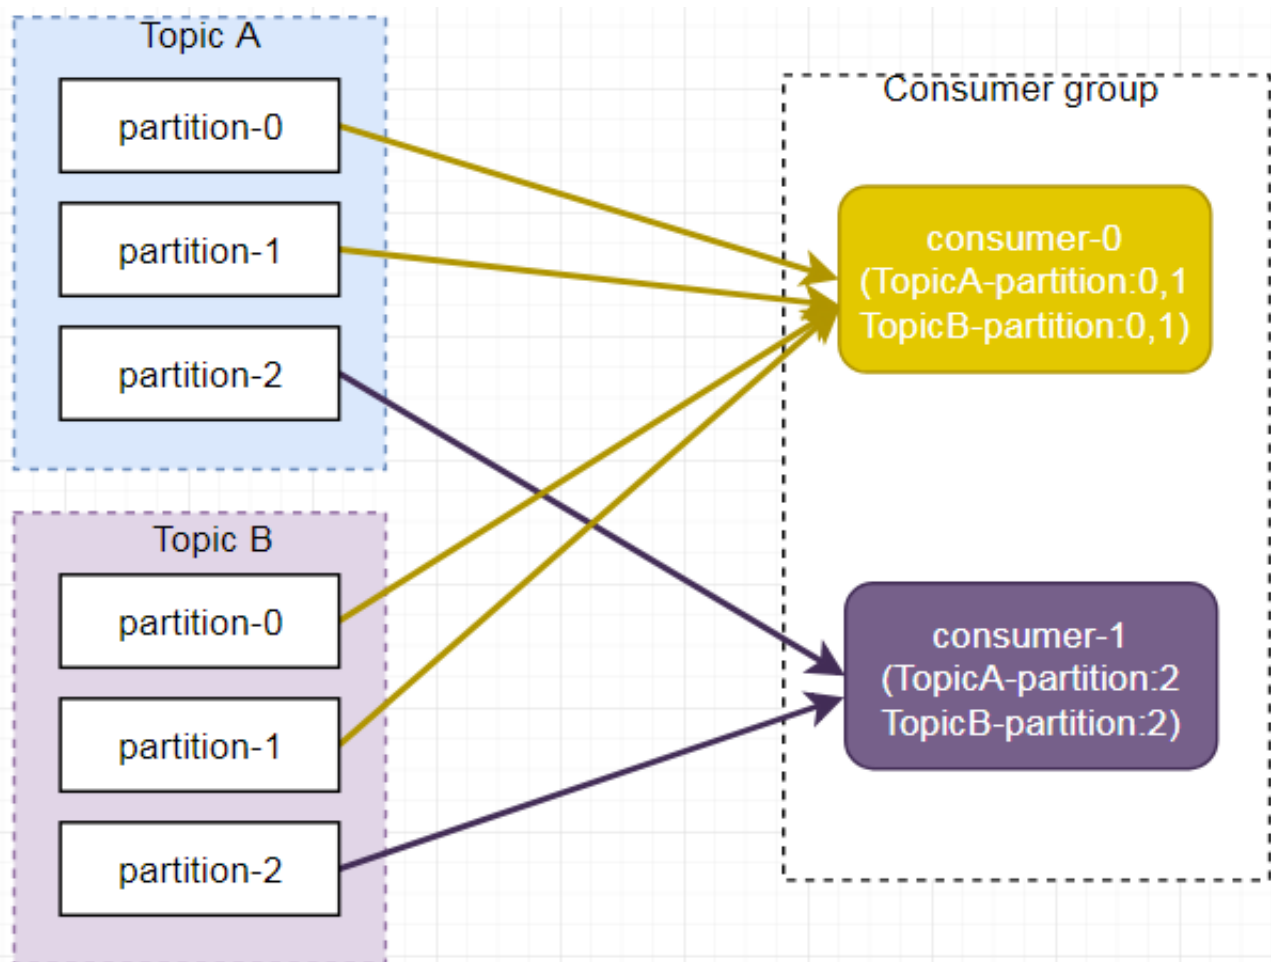 Topic A
partition-0
partition-1
partition-2
Topic B
partition-0
partition-1
partition-2
Consumer group
consumer-0
(TopicA-partition:0,1
TopicB-partition:0,1)
consumer-1
(TopicA-partition:2
TopicB-partition:2)